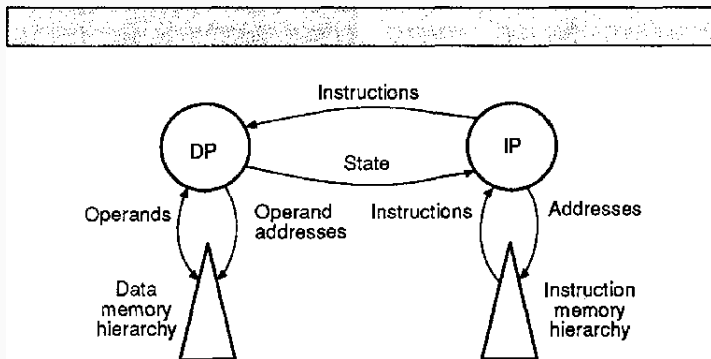 Instructions
DP
IP
State
Operands
Operand
addresses
Instructions
Addresses
Data
memory
hierarchy
Instruction
memory
hierarchy